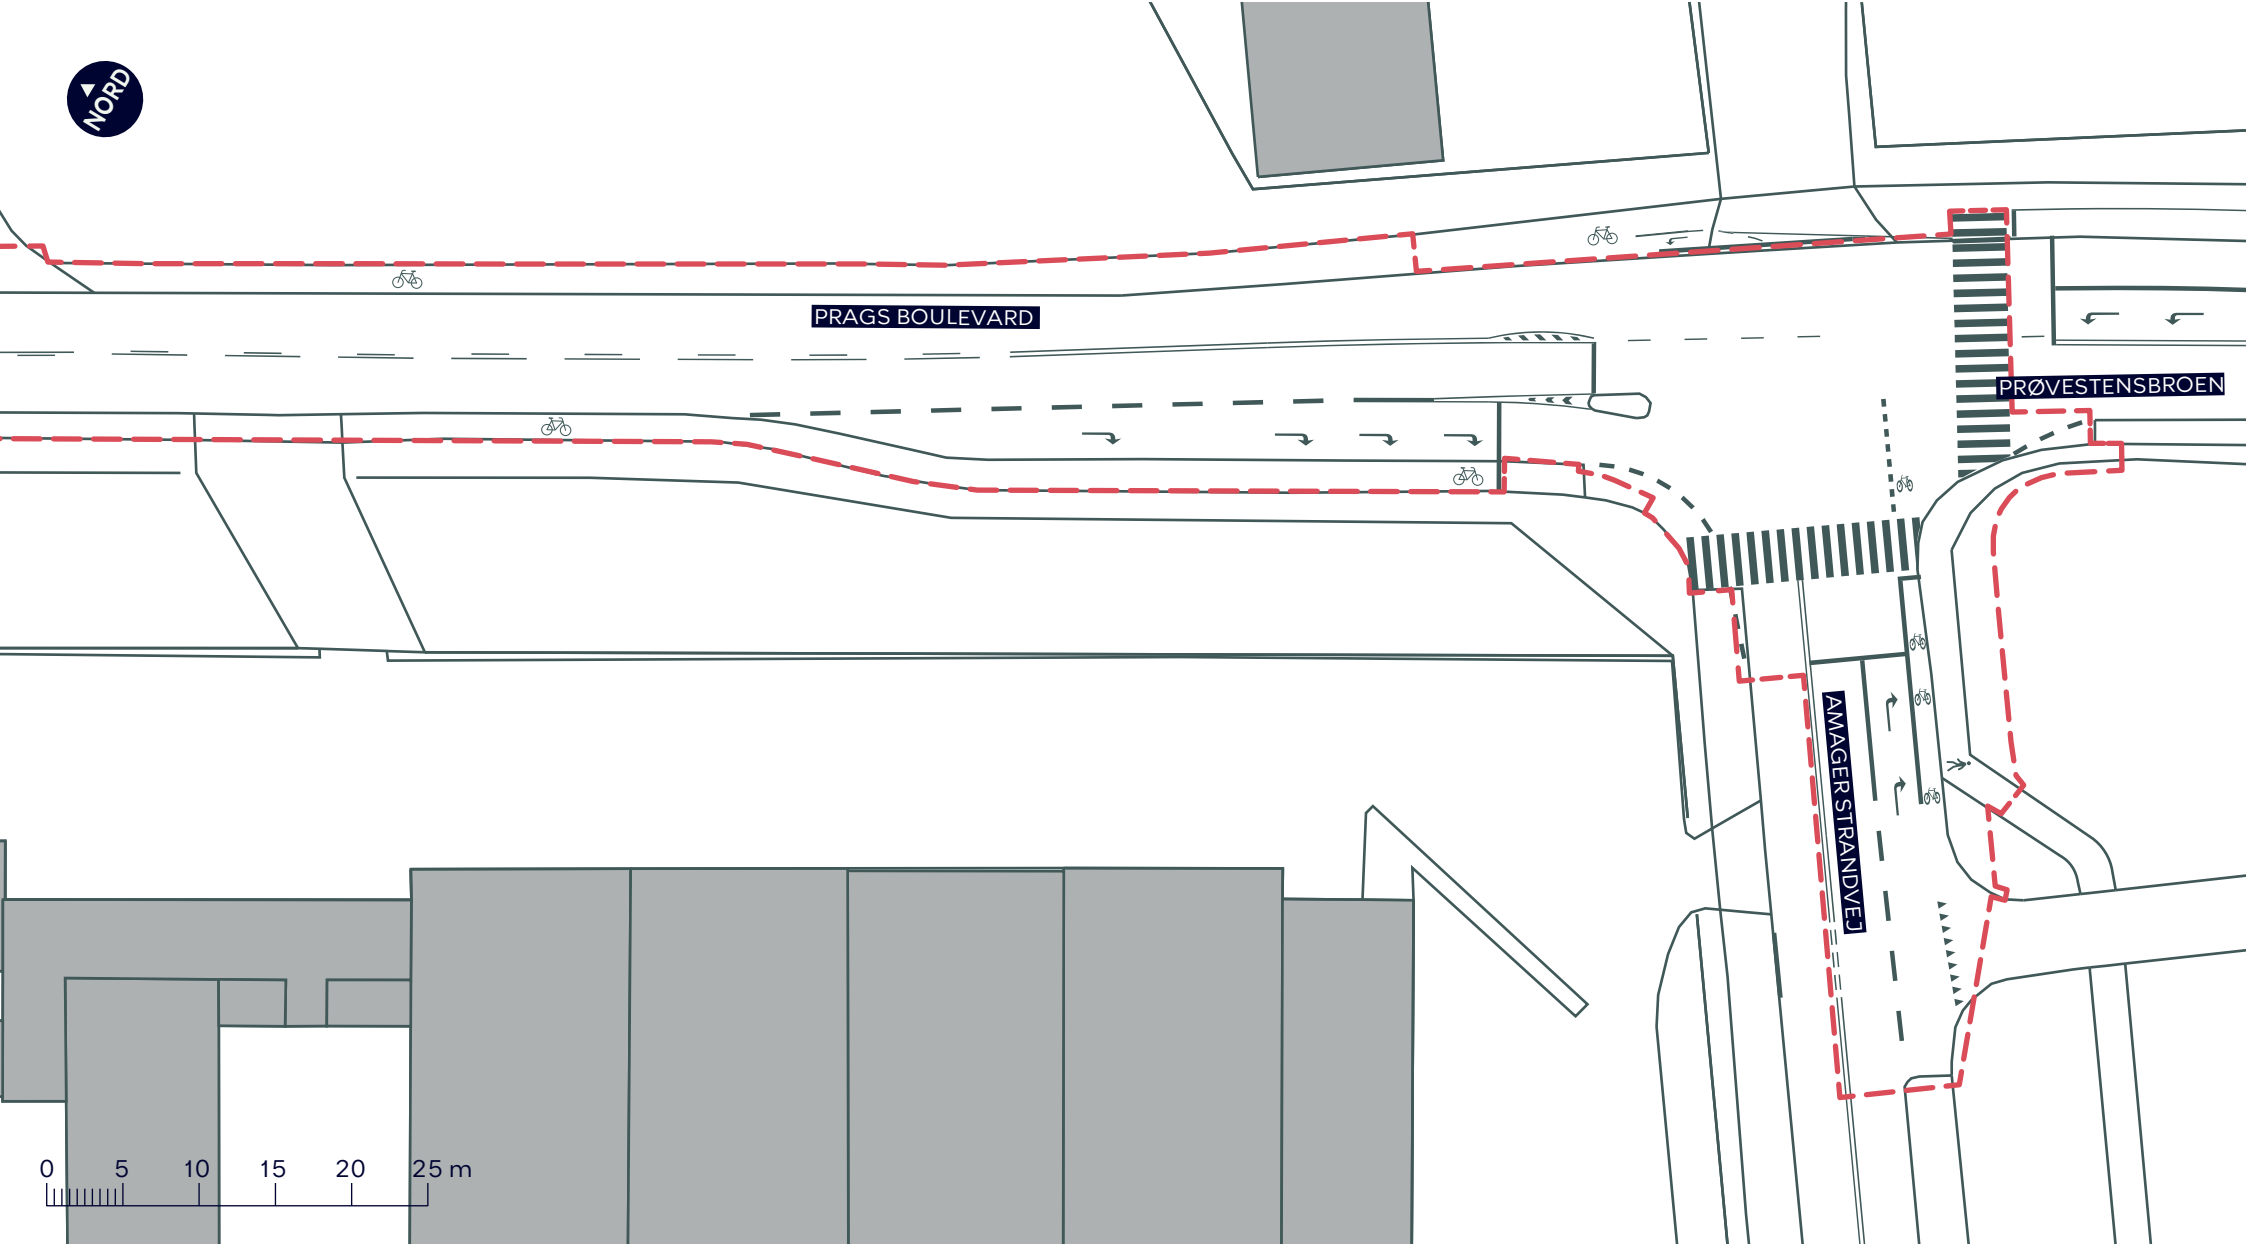 NORD
PRAGS BOULEVARD
PRØVESTENSBROEN
AMAGER STRANDVEJ
0 5 10 15 20 25 m